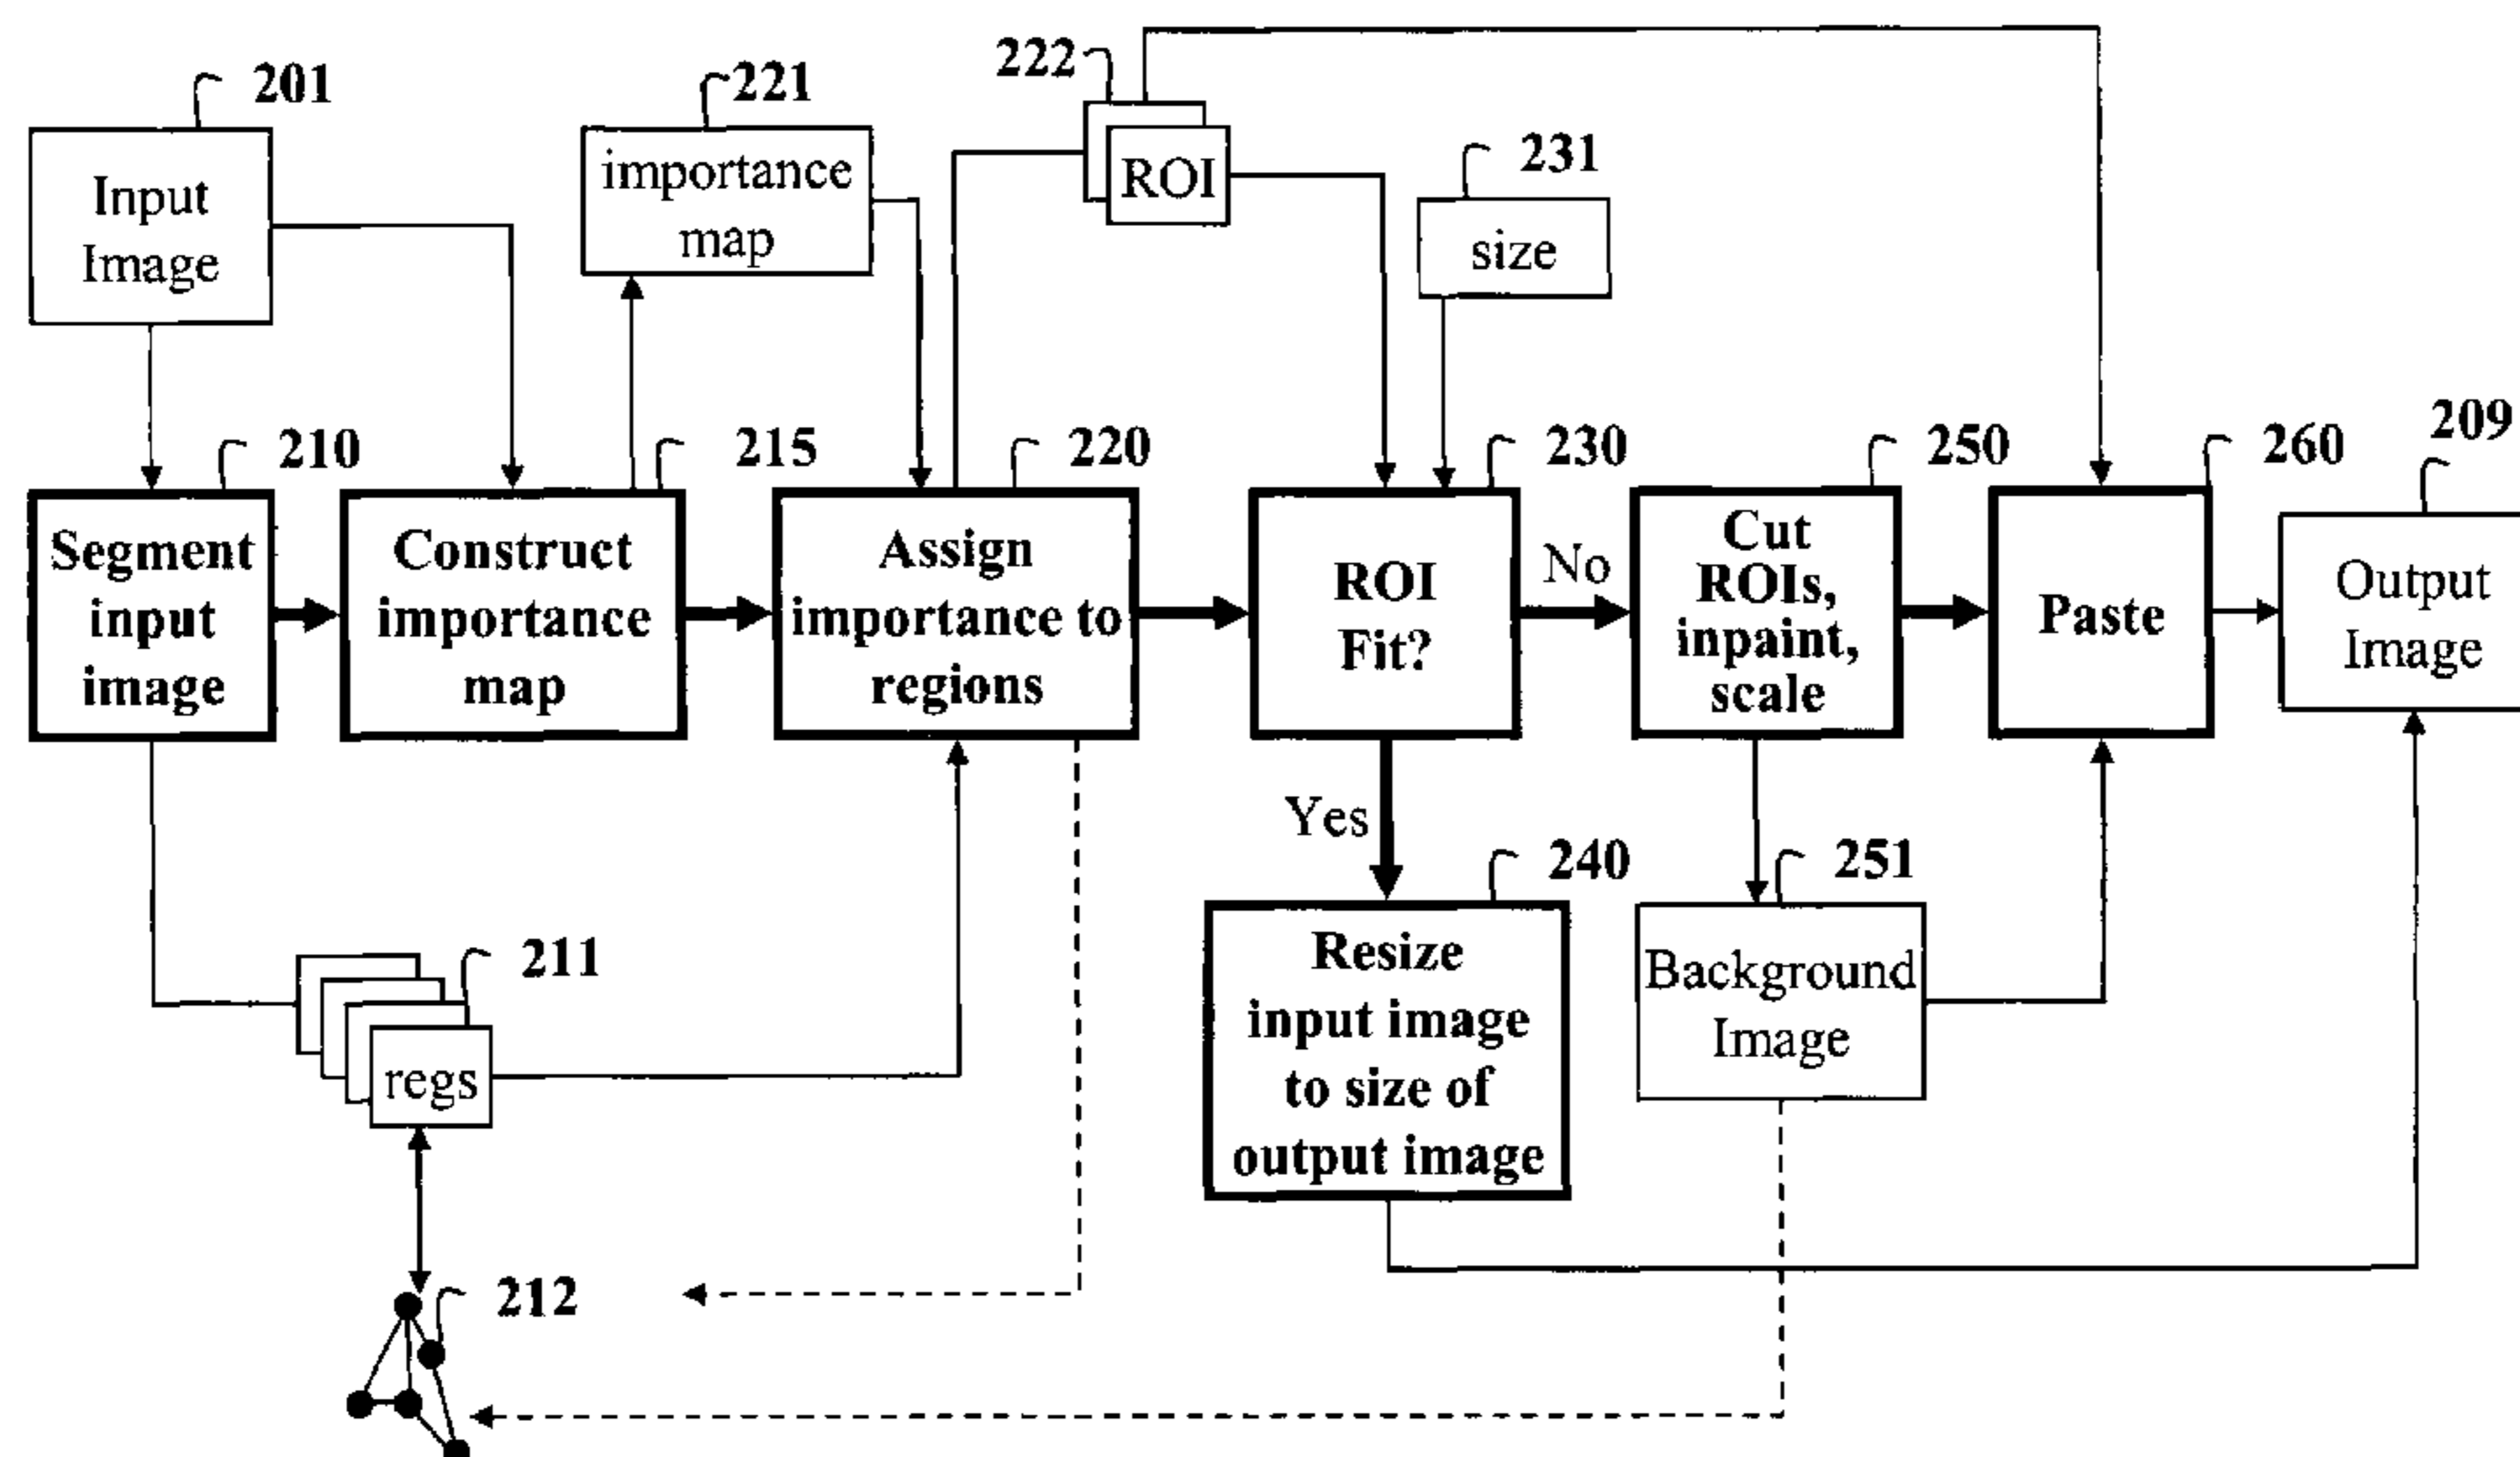 201
221
222
231
Input
Image
importance
map
ROI
size
210
215
220
230
250
260
209
Segment
input
image
Construct
importance
map
Assign
importance to
regions
ROI
Fit?
No
Cut
ROIs,
inpaint,
scale
Paste
Output
Image
Yes
240
251
211
regs
Resize
input image
to size of
output image
Background
Image
212